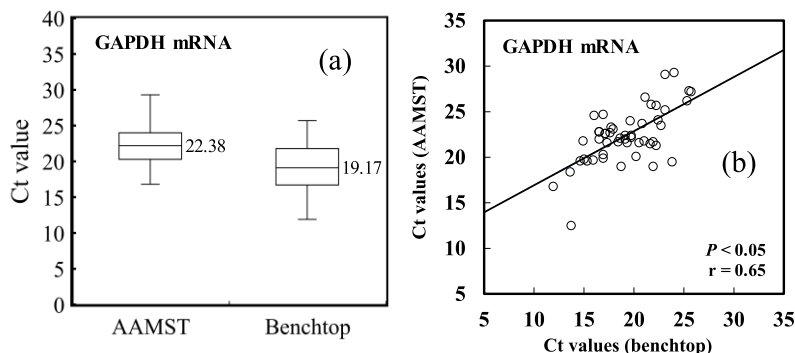 GAPDH mRNA
(a)
Ct value
40
35
30
25
20
15
10
5
0
22.38
19.17
AAMST Benchtop
GAPDH mRNA
(b)
Ct values (AAMST)
35
30
25
20
15
10
5
P < 0.05
r = 0.65
5 10 15 20 25 30 35
Ct values (benchtop)